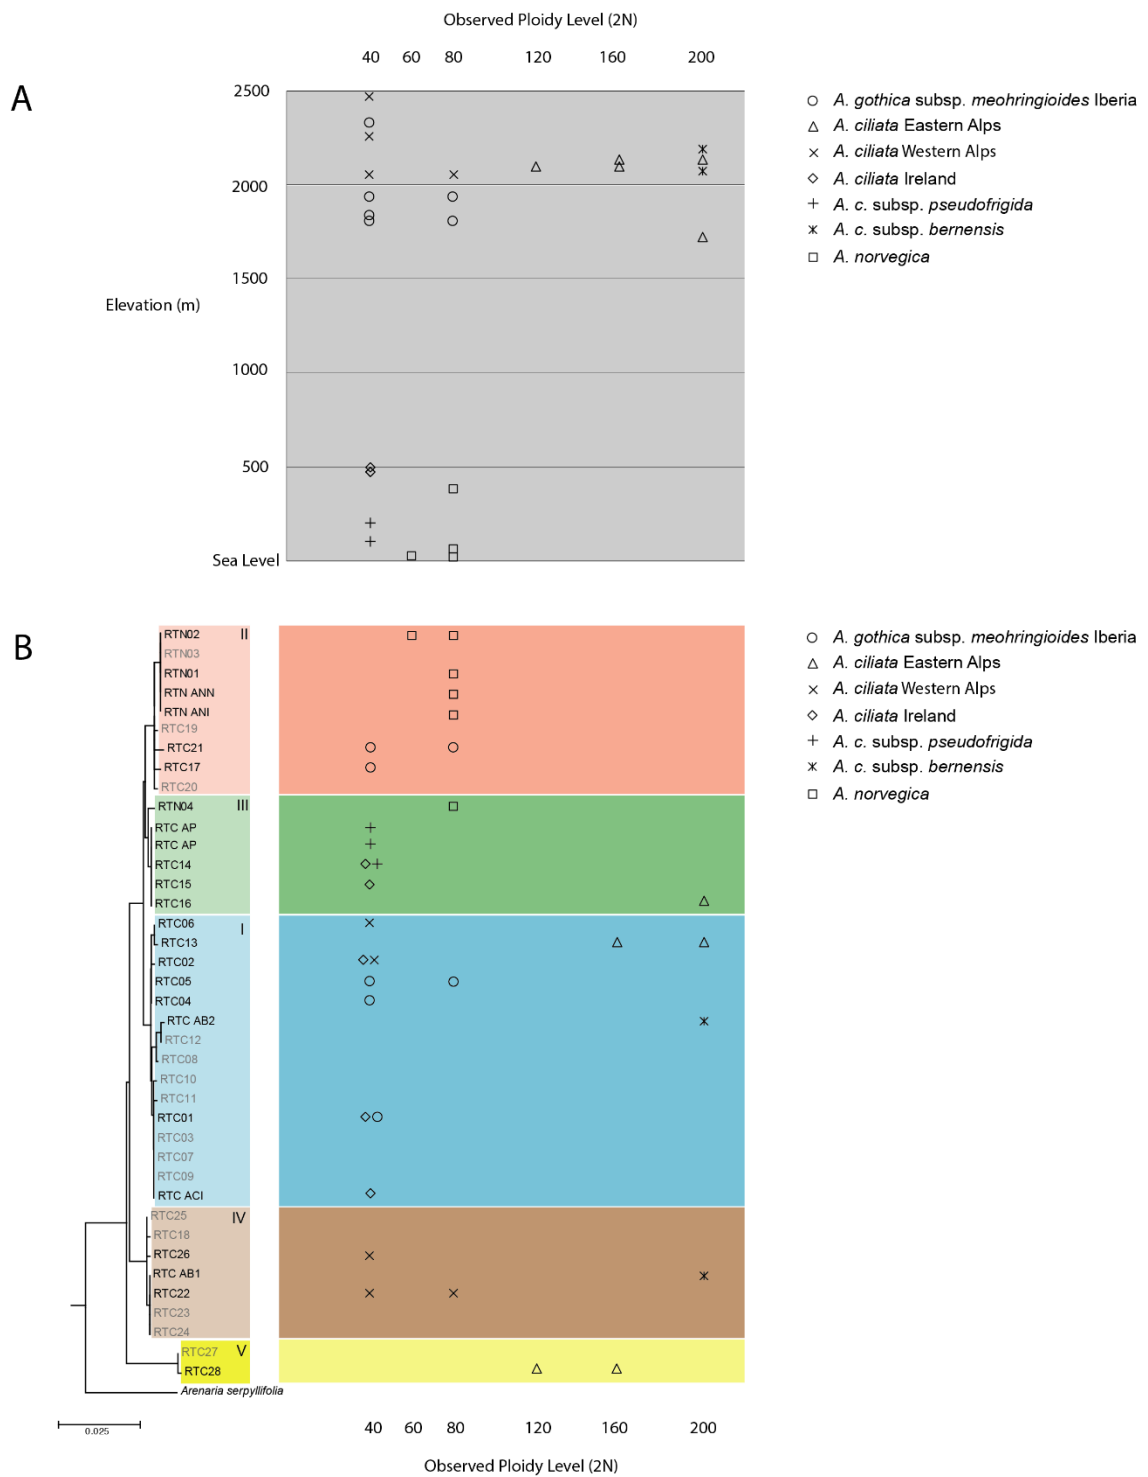 Observed Ploidy Level (2N)
40 60 80 120 160 200
A
2500
2000
1500
Elevation (m)
1000
500
Sea Level
A. gothica subsp. meohringioides Iberia
A. ciliata Eastern Alps
A. ciliata Western Alps
A. ciliata Ireland
A. c. subsp. pseudofrigida
A. c. subsp. bernensis
A. norvegica
B
RTN02 II
RTN03
RTN01
RTN ANN
RTN ANI
RTC19
RTC21
RTC17
RTC20
RTN04 III
RTC AP
RTC AP
RTC14
RTC15
RTC16
RTC06 I
RTC13
RTC02
RTC05
RTC04
RTC AB2
RTC12
RTC08
RTC10
RTC11
RTC01
RTC03
RTC07
RTC09
RTC ACI
RTC25 IV
RTC18
RTC26
RTC AB1
RTC22
RTC23
RTC24
RTC27 V
RTC28
Arenaria serpyllifolia
A. gothica subsp. meohringioides Iberia
A. ciliata Eastern Alps
A. ciliata Western Alps
A. ciliata Ireland
A. c. subsp. pseudofrigida
A. c. subsp. bernensis
A. norvegica
0.025
40 60 80 120 160 200
Observed Ploidy Level (2N)